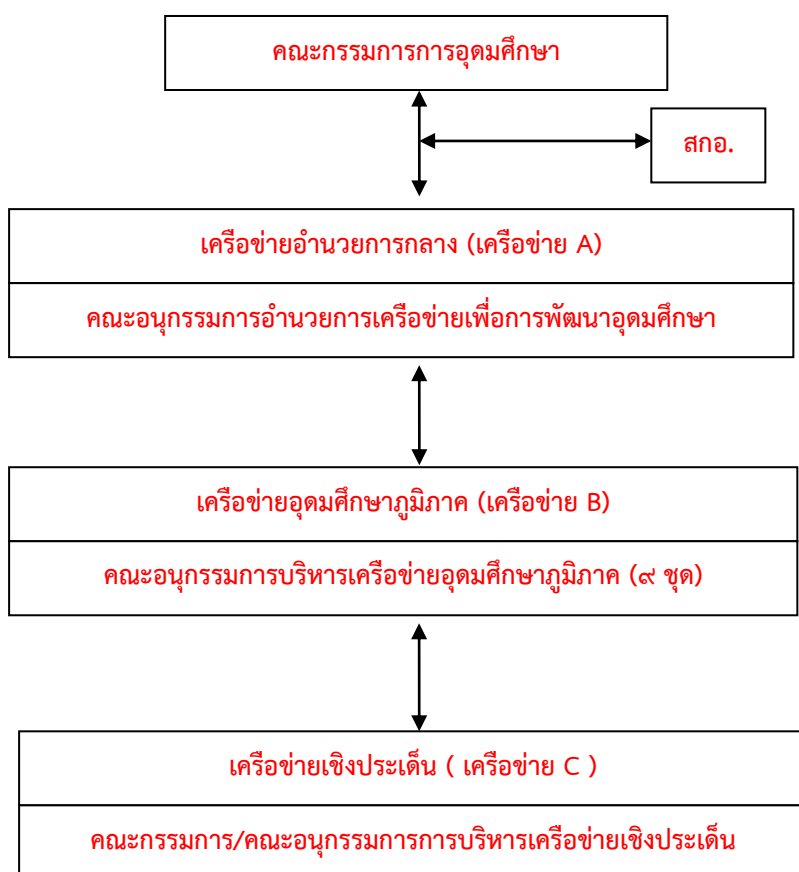 คณะกรรมการการอุดมศึกษา
สกอ.
เครือข่ายอำนวยการกลาง (เครือข่าย A)
คณะอนุกรรมการอำนวยการเครือข่ายเพื่อการพัฒนาอุดมศึกษา
เครือข่ายอุดมศึกษาภูมิภาค (เครือข่าย B)
คณะอนุกรรมการบริหารเครือข่ายอุดมศึกษาภูมิภาค (๙ ชุด)
เครือข่ายเชิงประเด็น ( เครือข่าย C )
คณะกรรมการ/คณะอนุกรรมการการบริหารเครือข่ายเชิงประเด็น